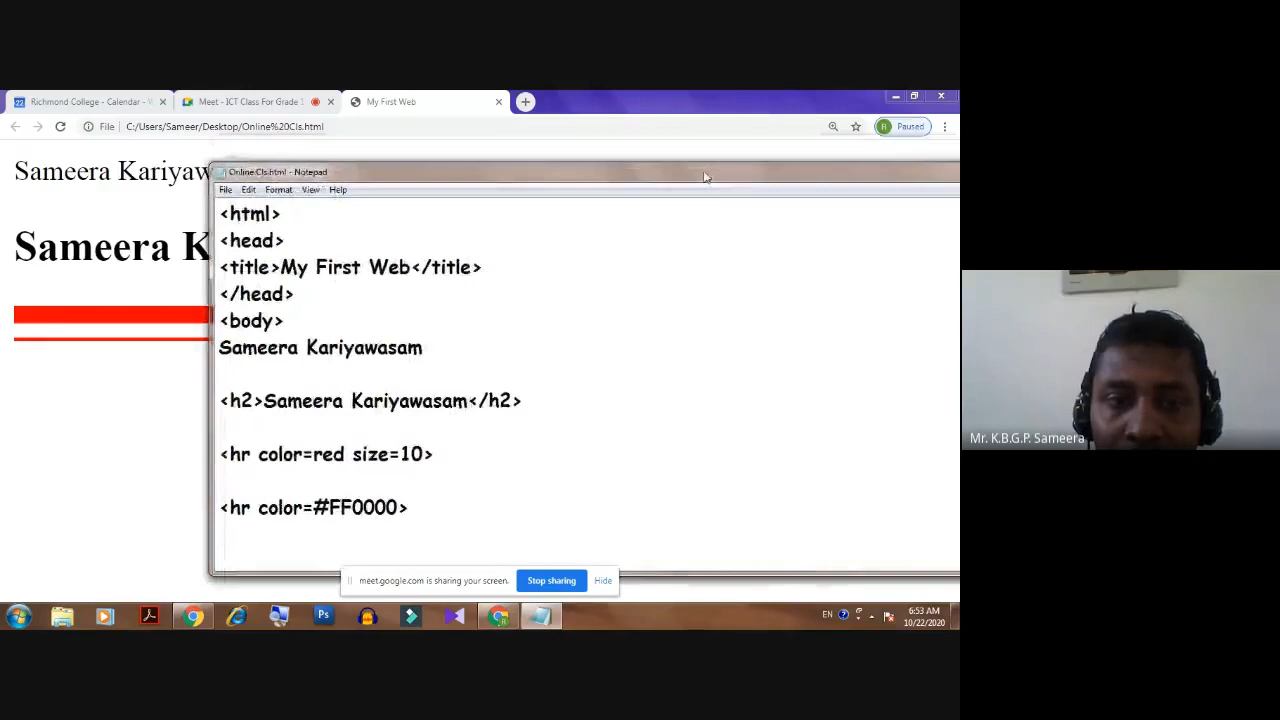 Richmond College - Calendar -
Meet - ICT Class For Grade
My First Web
File
C:/Users/Sameer/Desktop/Online%20Cls.html
R
Paused
Sameera Kariyaw
Sameera K
Online Cls.html - Notepad
File Edit Format View Help
<html>
<head>
<title>My First Web</title>
</head>
<body>
Sameera Kariyawasam
<h2>Sameera Kariyawasam</h2>
<hr color=red size=10>
<hr color=#FF0000>
meet.google.com is sharing your screen.
Stop sharing
Hide
Ps
EN
6:53 AM
10/22/2020
Mr. K.B.G.P. Sameera